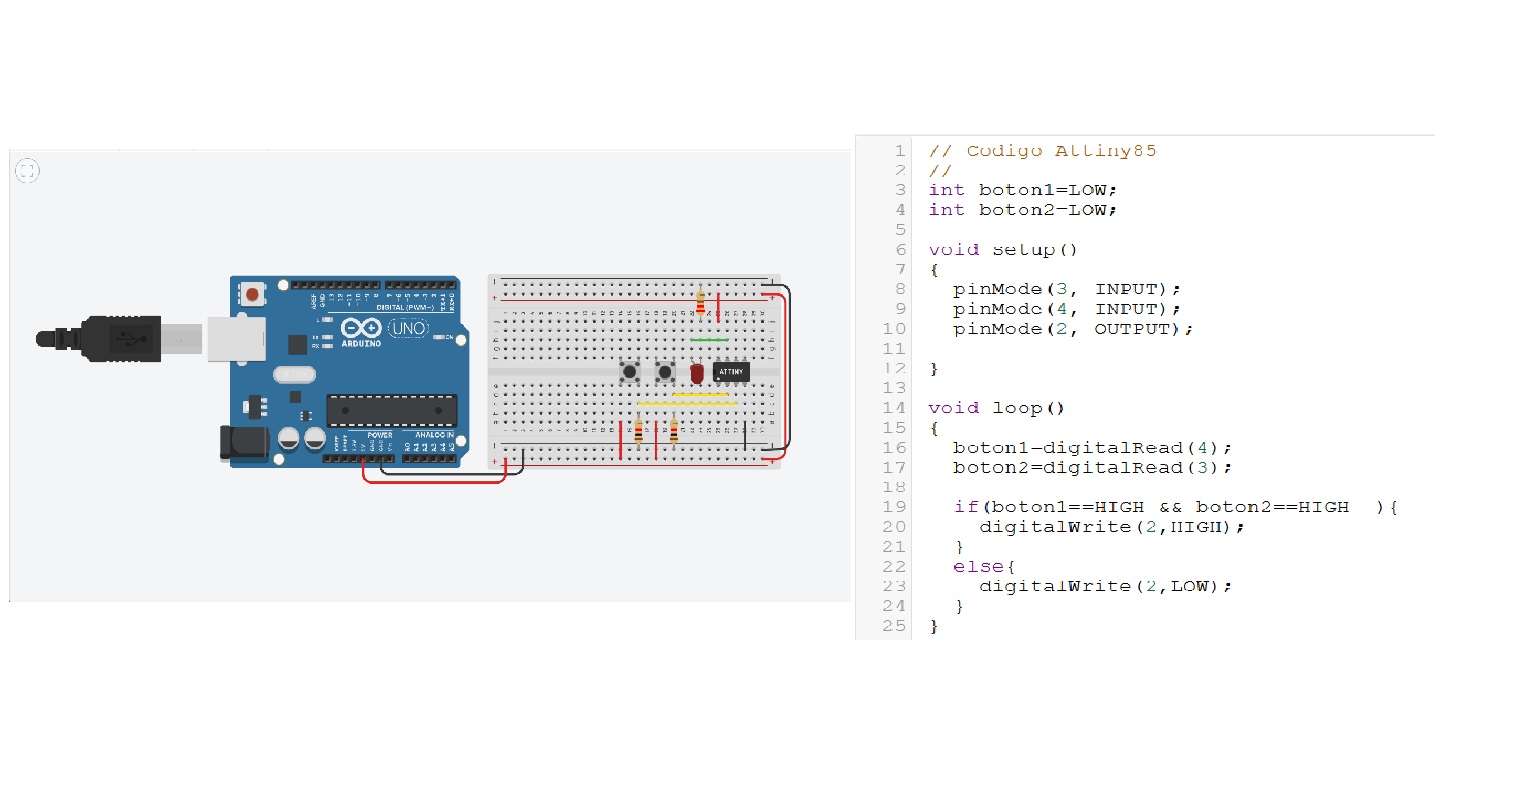 DIGITAL (PWM~)
UNO
ARDUINO
ON
TX
RX
POWER
ANALOG IN
ATTINY
1 // Codigo Attiny85
2 //
3 int boton1=LOW;
4 int boton2=LOW;
5
6 void setup()
7 {
8 pinMode(3, INPUT);
9 pinMode(4, INPUT);
10 pinMode(2, OUTPUT);
11
12 }
13
14 void loop()
15 {
16 boton1=digitalRead(4);
17 boton2=digitalRead(3);
18
19 if(boton1==HIGH && boton2==HIGH ){
20 digitalWrite(2,HIGH);
21 }
22 else{
23 digitalWrite(2,LOW);
24 }
25 }